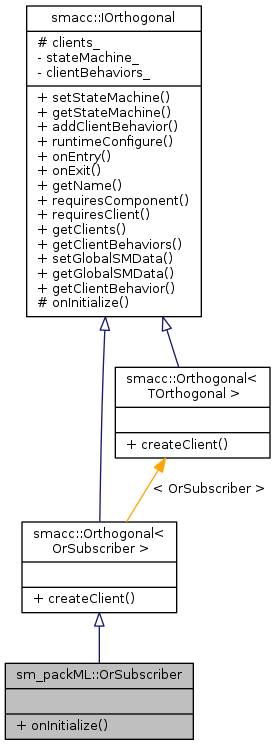 smacc::IOrthogonal
# clients_
- stateMachine_
- clientBehaviors_
+ setStateMachine()
+ getStateMachine()
+ addClientBehavior()
+ runtimeConfigure()
+ onEntry()
+ onExit()
+ getName()
+ requiresComponent()
+ requiresClient()
+ getClients()
+ getClientBehaviors()
+ setGlobalSMData()
+ getGlobalSMData()
+ getClientBehavior()
# onInitialize()
smacc::Orthogonal<
TOrthogonal >
+ createClient()
< OrSubscriber >
smacc::Orthogonal<
OrSubscriber >
+ createClient()
sm_packML::OrSubscriber
+ onInitialize()